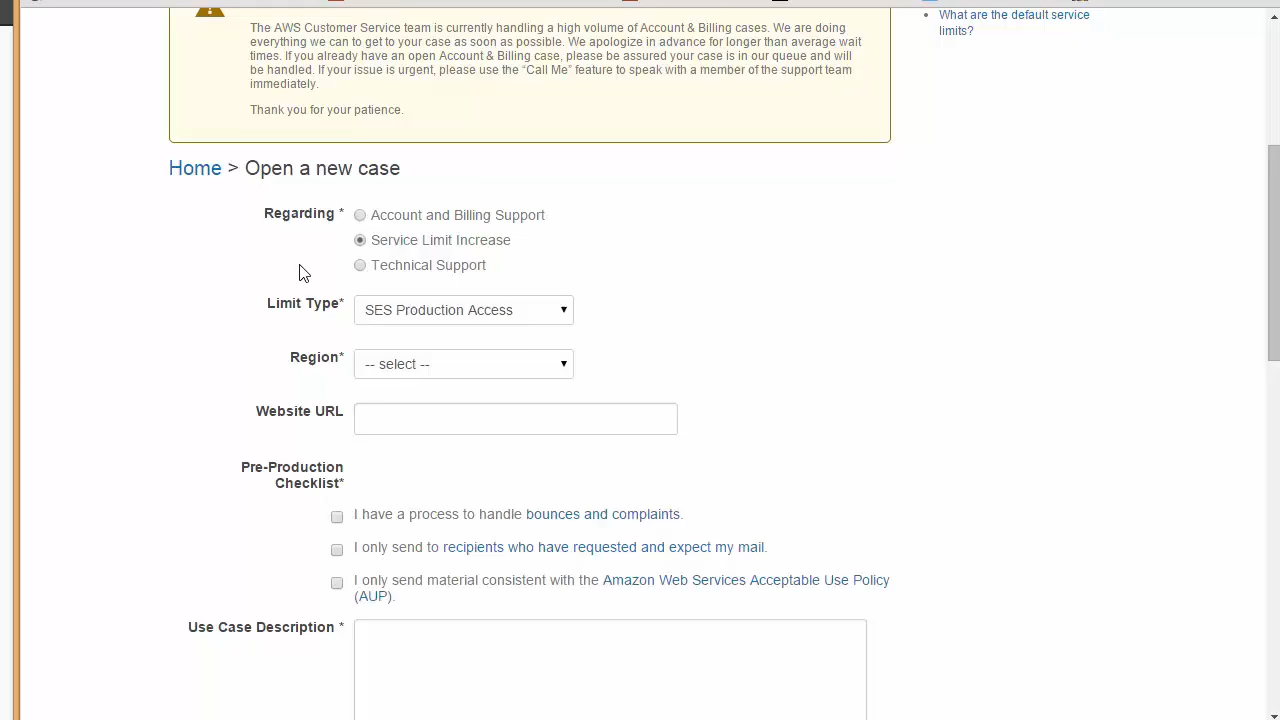 What are the default service
limits?
The AWS Customer Service team is currently handling a high volume of Account & Billing cases. We are doing
everything we can to get to your case as soon as possible. We apologize in advance for longer than average wait
times. If you already have an open Account & Billing case, please be assured your case is in our queue and will
be handled. If your issue is urgent, please use the “Call Me” feature to speak with a member of the support team
immediately.
Thank you for your patience.
Home > Open a new case
Regarding *
Account and Billing Support
Service Limit Increase
Technical Support
Limit Type*
SES Production Access
Region*
-- select --
Website URL
Pre-Production
Checklist*
I have a process to handle bounces and complaints.
I only send to recipients who have requested and expect my mail.
I only send material consistent with the Amazon Web Services Acceptable Use Policy
(AUP).
Use Case Description *